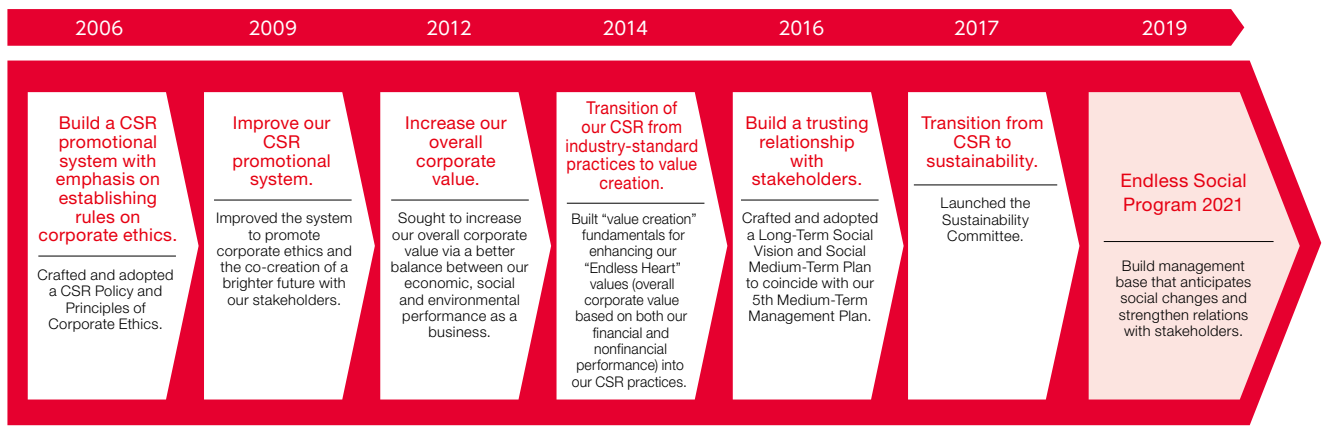 2006
2009
2012
2014
2016
2017
2019
Build a CSR
promotional
system with
emphasis on
establishing
rules on
corporate ethics.
Crafted and adopted
a CSR Policy and
Principles of
Corporate Ethics.
Improve our
CSR
promotional
system.
Improved the system
to promote
corporate ethics and
the co-creation of a
brighter future with
our stakeholders.
Increase our
overall
corporate
value.
Sought to increase
our overall corporate
value via a better
balance between our
economic, social
and environmental
performance as a
business.
Transition of
our CSR from
industry-standard
practices to value
creation.
Built “value creation”
fundamentals for
enhancing our
“Endless Heart”
values (overall
corporate value
based on both our
financial and
nonfinancial
performance) into
our CSR practices.
Build a trusting
relationship
with
stakeholders.
Crafted and adopted
a Long-Term Social
Vision and Social
Medium-Term Plan
to coincide with our
5th Medium-Term
Management Plan.
Transition from
CSR to
sustainability.
Launched the
Sustainability
Committee.
Endless Social
Program 2021
Build management
base that anticipates
social changes and
strengthen relations
with stakeholders.